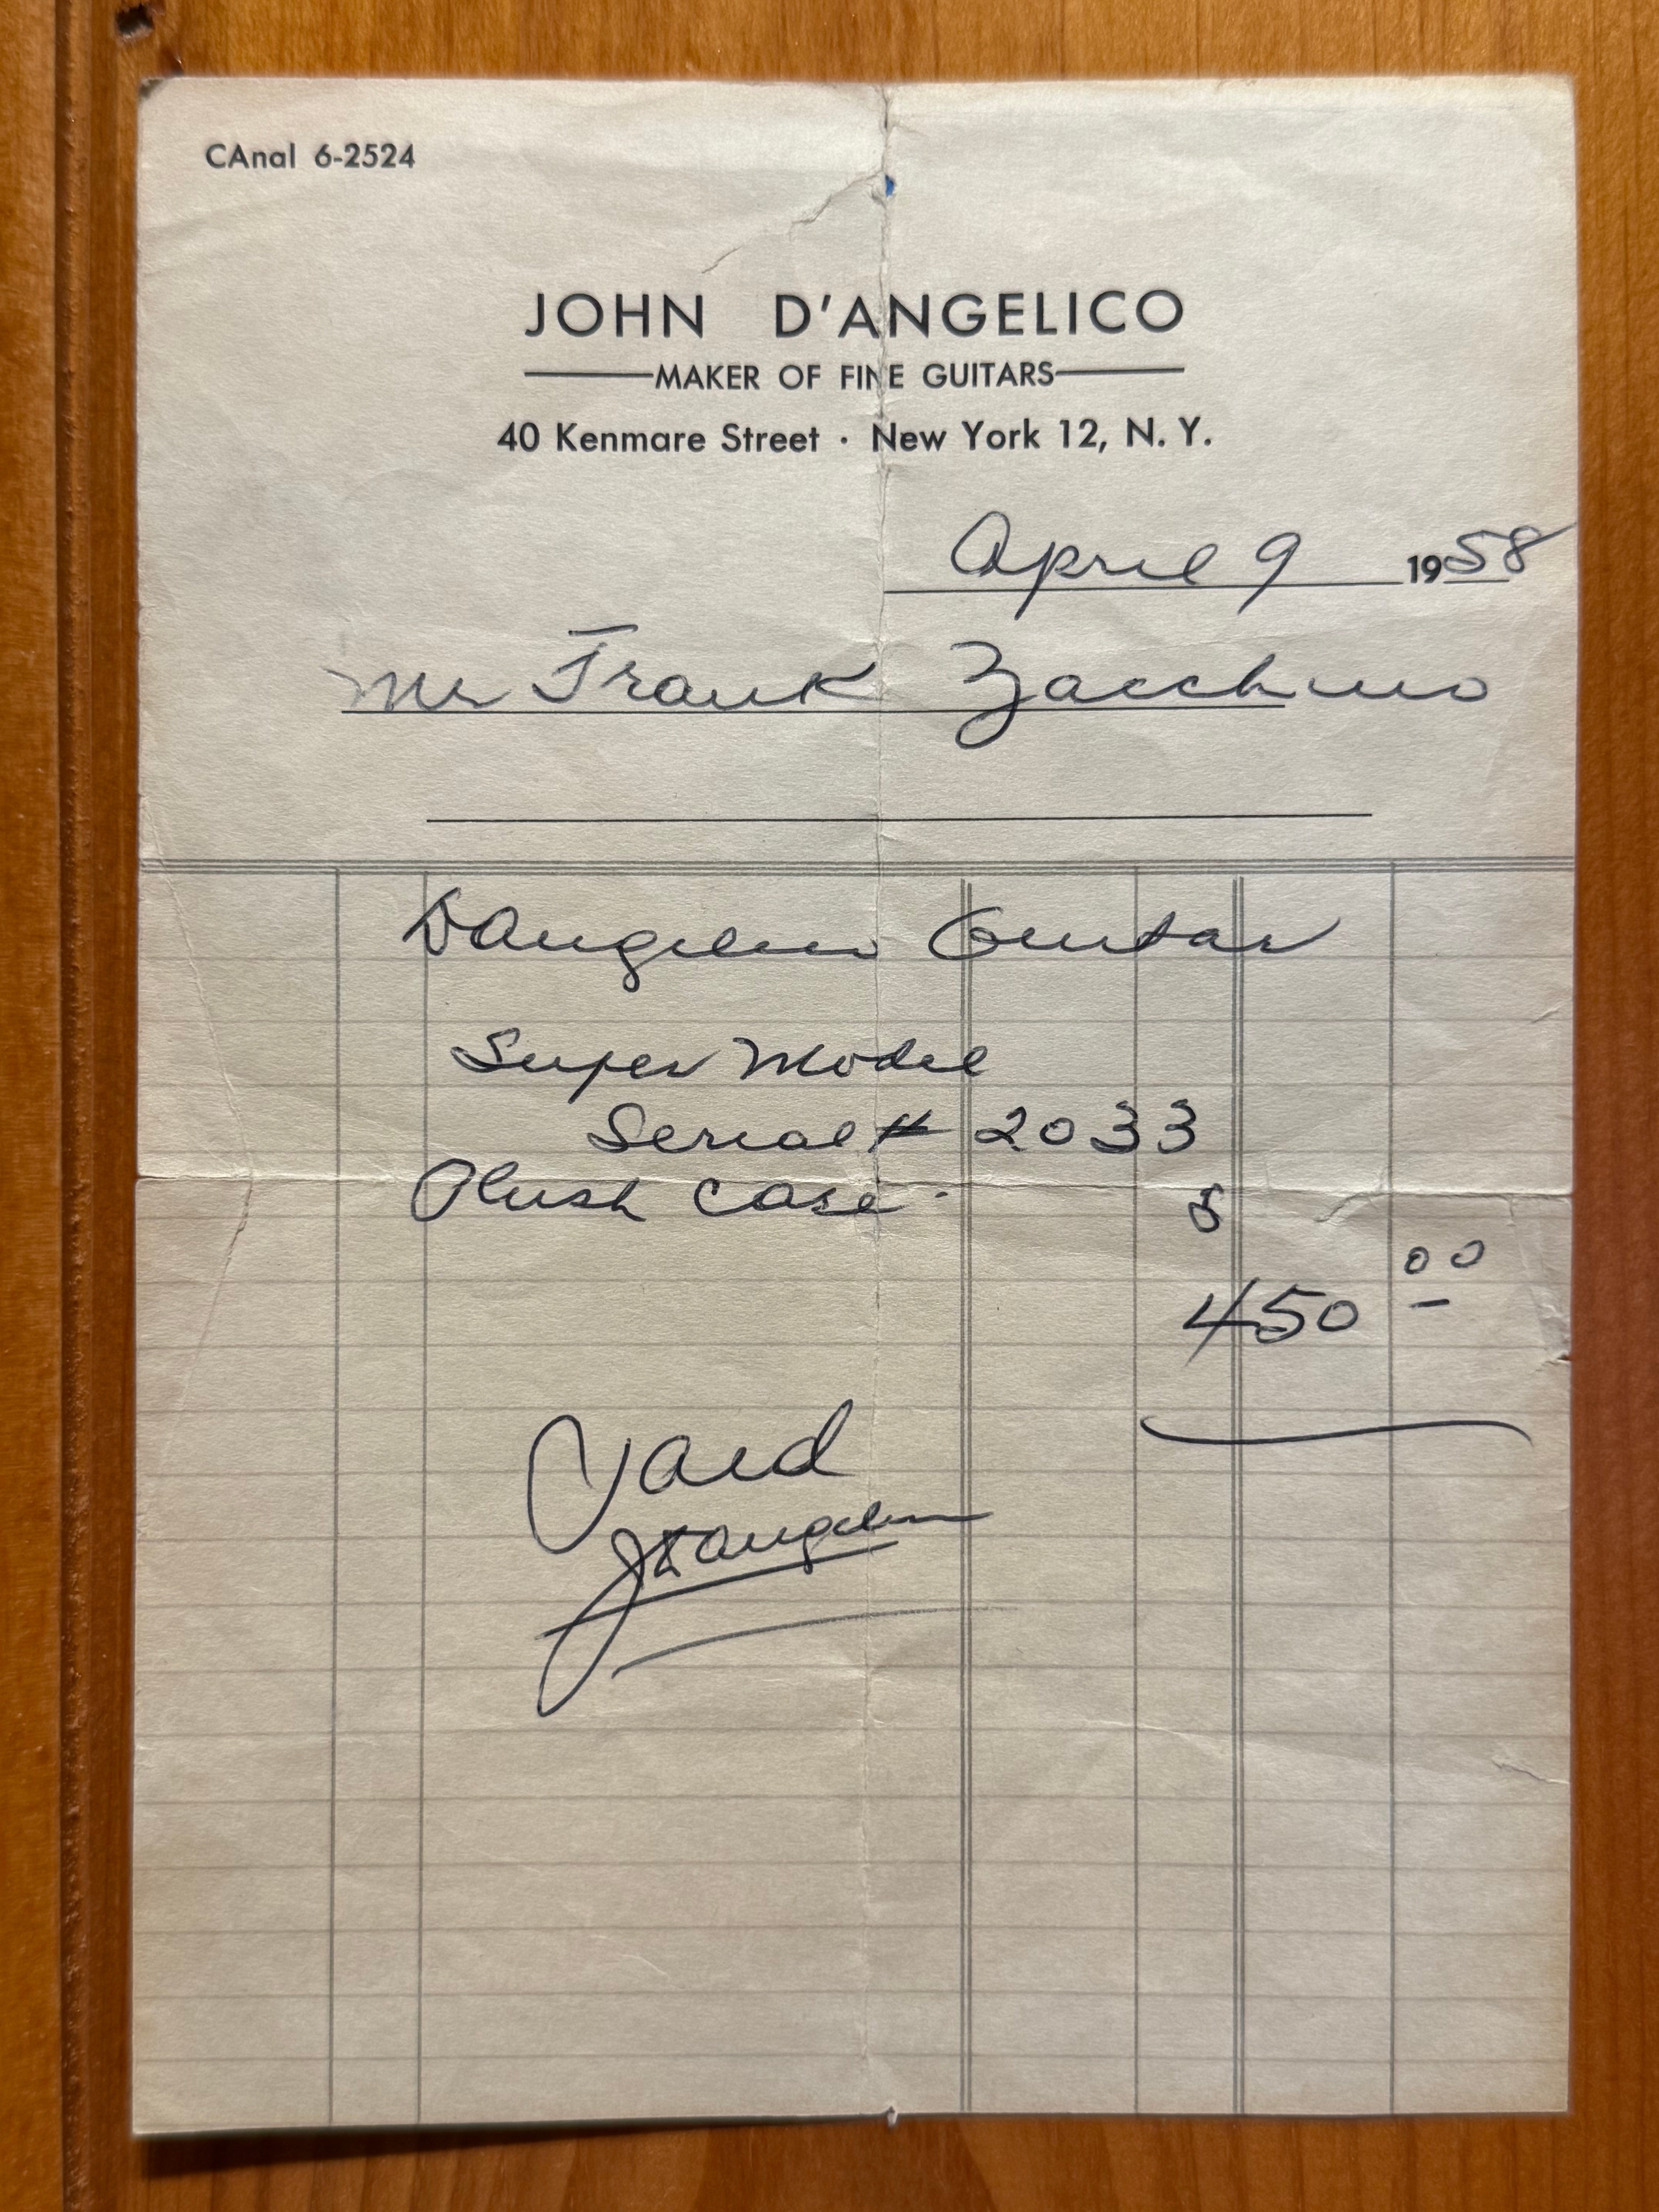 CAnal 6-2524
JOHN D'ANGELICO
MAKER OF FINE GUITARS
40 Kenmare Street · New York 12, N. Y.
April 9 1958
Mr Frank Zacchino
D'Angelico Guitar
Super Model
Serial # 2033
Plush Case.
$
450 00
Paid
J D'Angelico